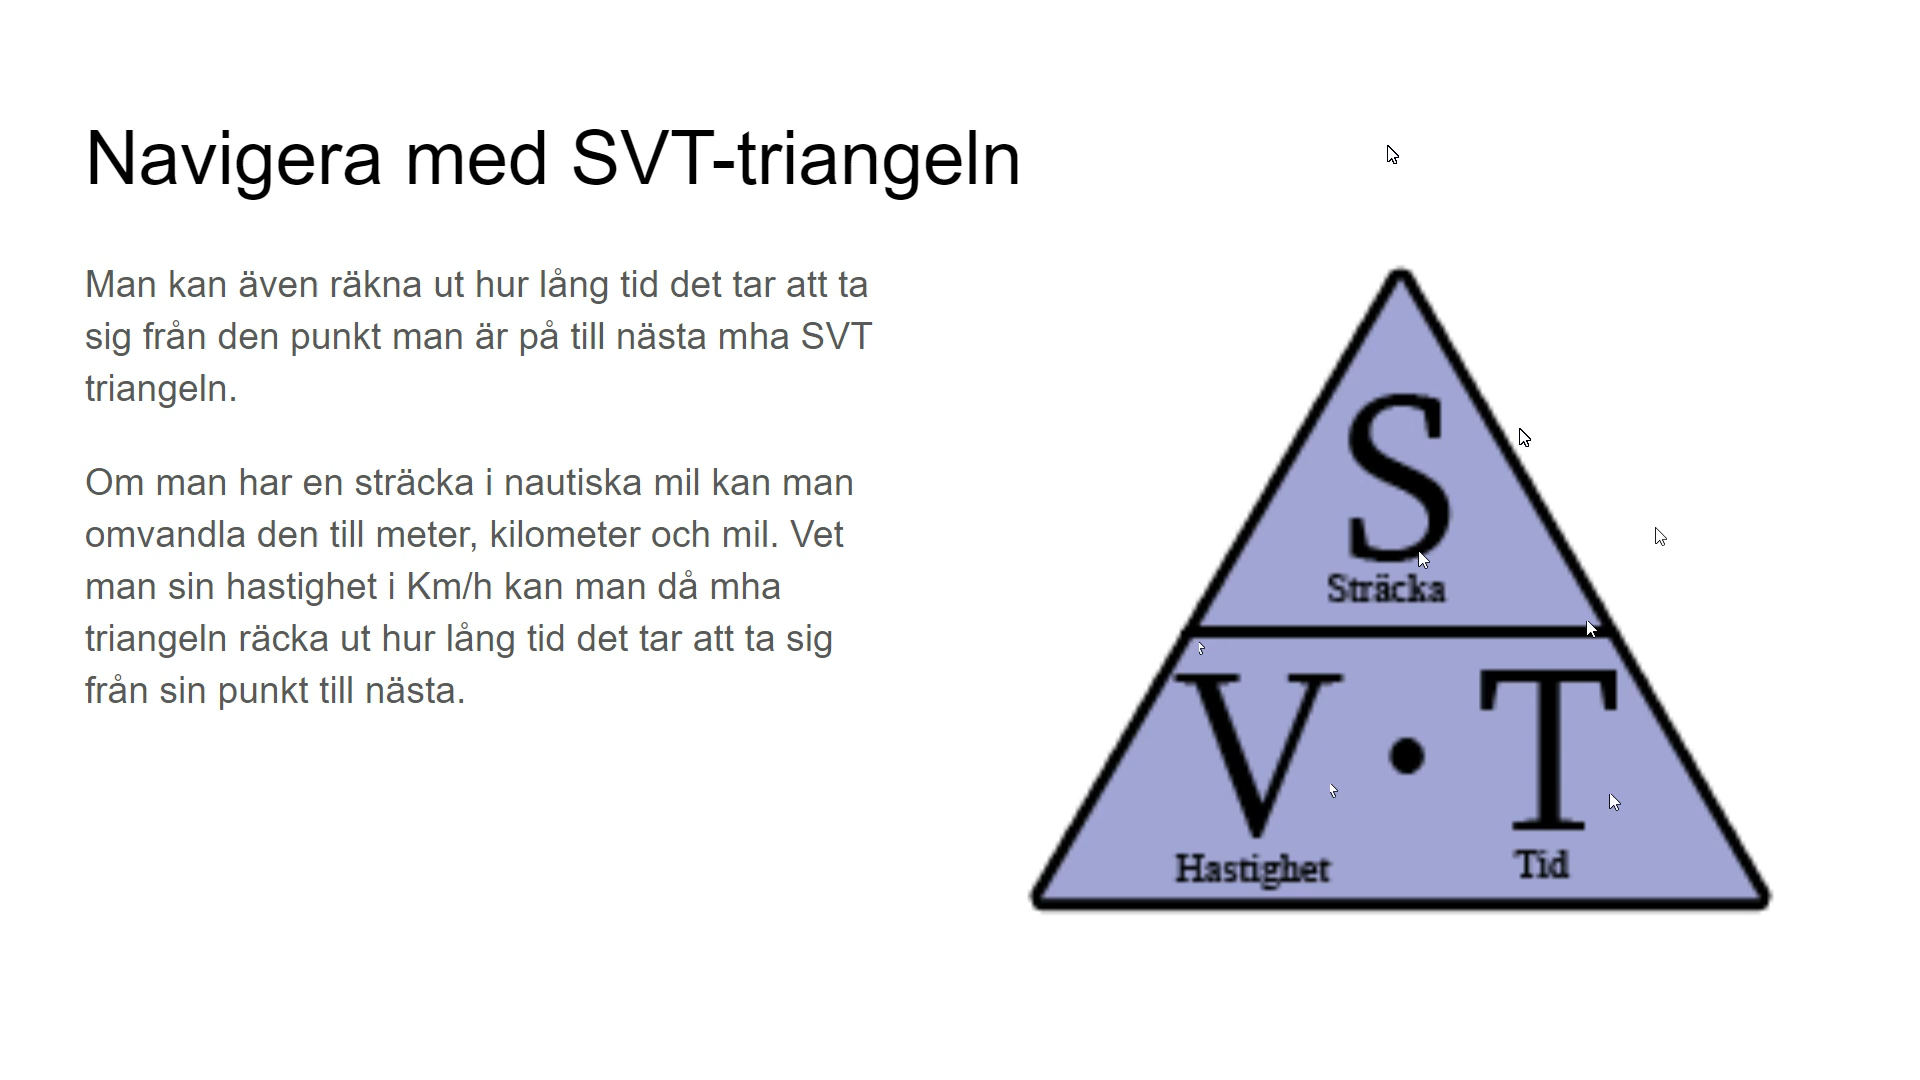 Navigera med SVT-triangeln
Man kan även räkna ut hur lång tid det tar att ta
sig från den punkt man är på till nästa mha SVT
triangeln.
Om man har en sträcka i nautiska mil kan man
omvandla den till meter, kilometer och mil. Vet
man sin hastighet i Km/h kan man då mha
triangeln räcka ut hur lång tid det tar att ta sig
från sin punkt till nästa.
S
Sträcka
V · T
Hastighet Tid